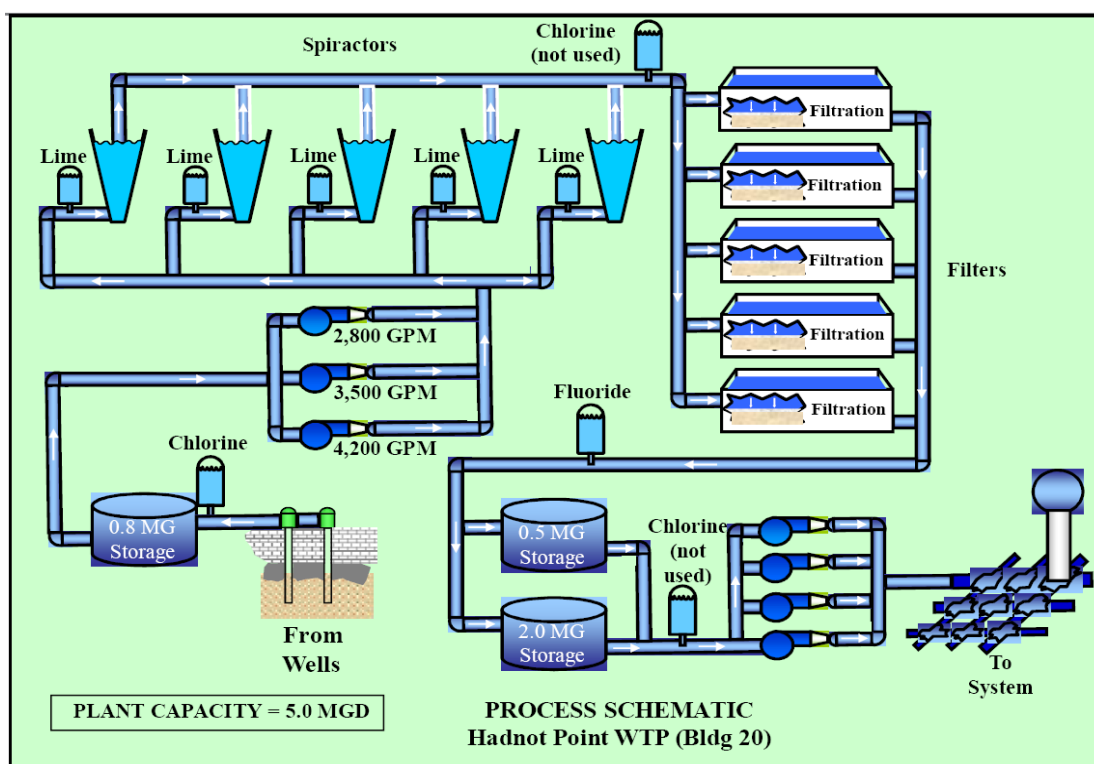 Spiractors
Chlorine
(not used)
Lime
Lime
Lime
Lime
Lime
Filtration
Filtration
Filtration
Filtration
Filtration
Filters
2,800 GPM
3,500 GPM
4,200 GPM
Chlorine
0.8 MG
Storage
From
Wells
Fluoride
0.5 MG
Storage
2.0 MG
Storage
Chlorine
(not
used)
To
System
PLANT CAPACITY = 5.0 MGD
PROCESS SCHEMATIC
Hadnot Point WTP (Bldg 20)